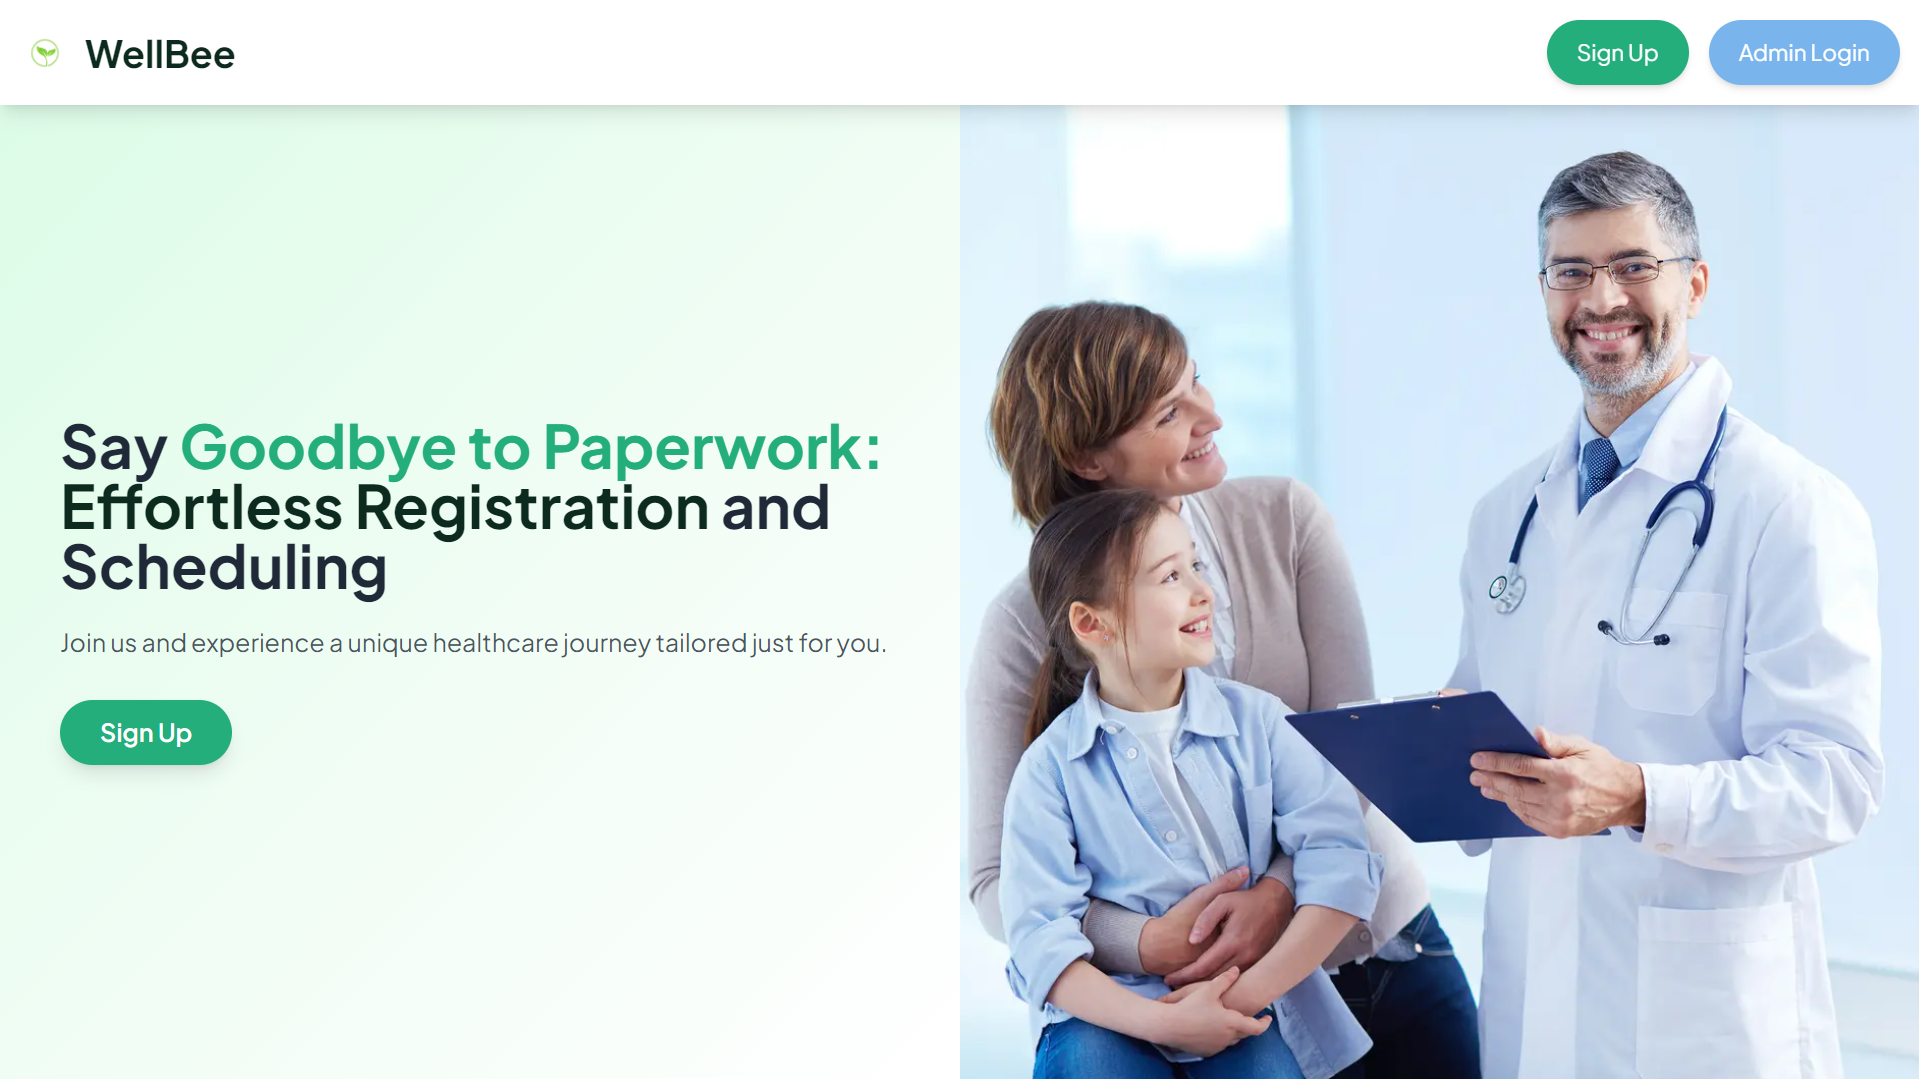 WellBee
Sign Up
Admin Login
Say Goodbye to Paperwork:
Effortless Registration and
Scheduling
Join us and experience a unique healthcare journey tailored just for you.
Sign Up